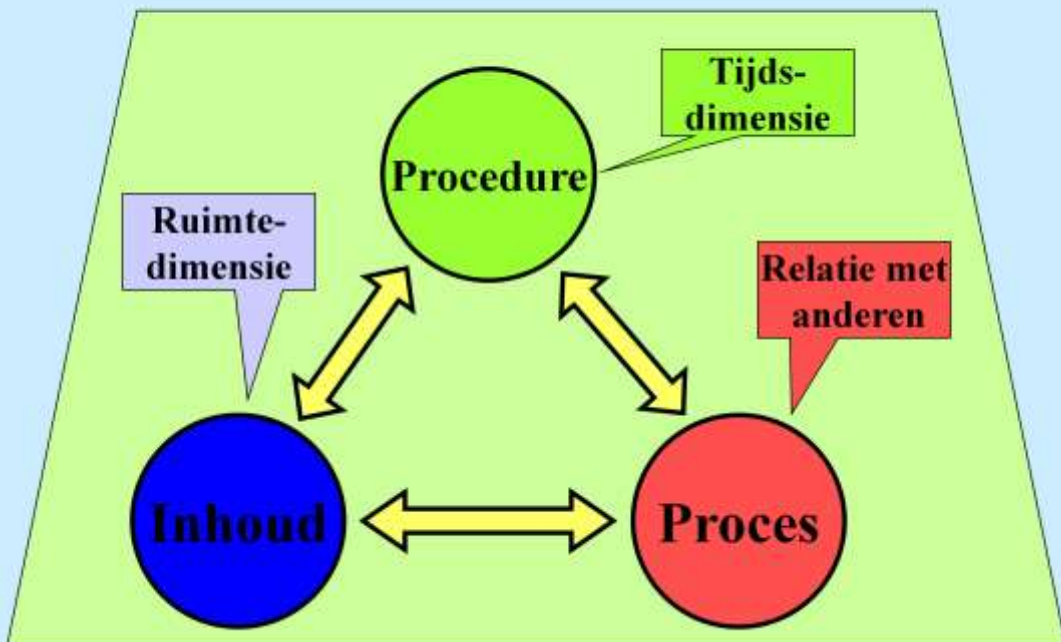 Tijds-
dimensie
Procedure
Ruimte-
dimensie
Relatie met
anderen
Inhoud
Proces